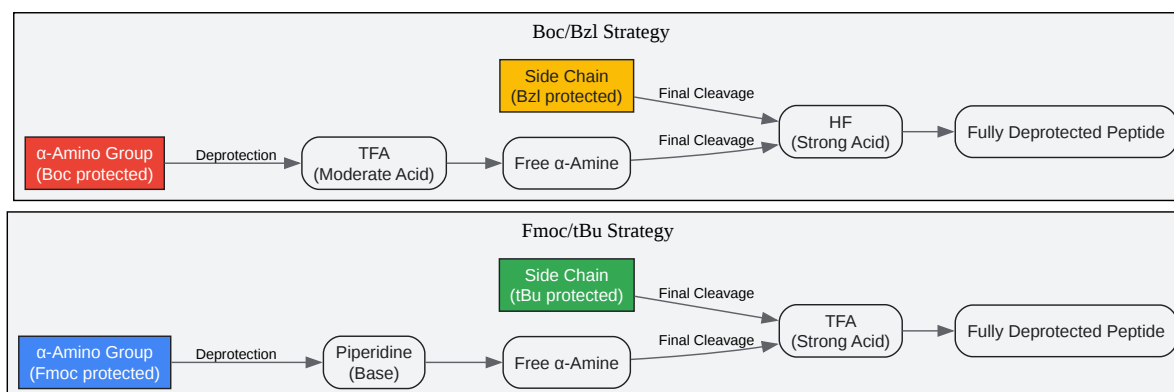 Boc/Bzl Strategy
Side Chain
(Bzl protected)
Final Cleavage
α-Amino Group
(Boc protected)
Deprotection
TFA
(Moderate Acid)
Free α-Amine
Final Cleavage
HF
(Strong Acid)
Fully Deprotected Peptide
Fmoc/tBu Strategy
Side Chain
(tBu protected)
Final Cleavage
α-Amino Group
(Fmoc protected)
Deprotection
Piperidine
(Base)
Free α-Amine
Final Cleavage
TFA
(Strong Acid)
Fully Deprotected Peptide